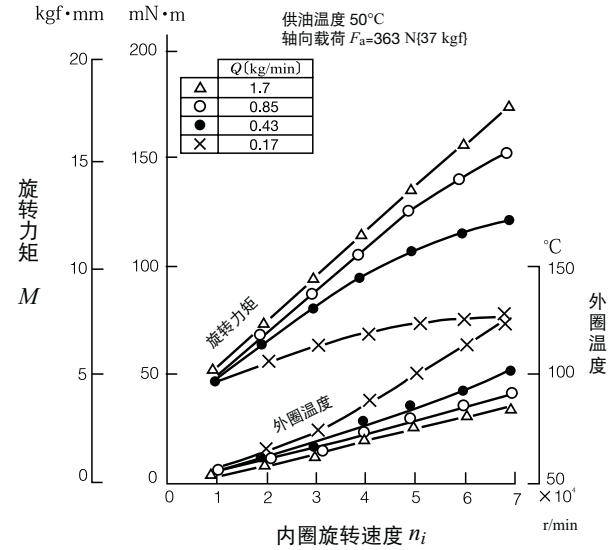 kgf·mm
mN·m
供油温度 50°C
轴向载荷 Fa=363 N{37 kgf}
Q(kg/min)
1.7
0.85
0.43
0.17
20
15
10
5
0
200
150
100
50
0
旋转力矩
M
旋转力矩
外圈温度
°C
150
100
50
外圈温度
0 1 2 3 4 5 6 7 ×10⁴
r/min
内圈旋转速度 ni